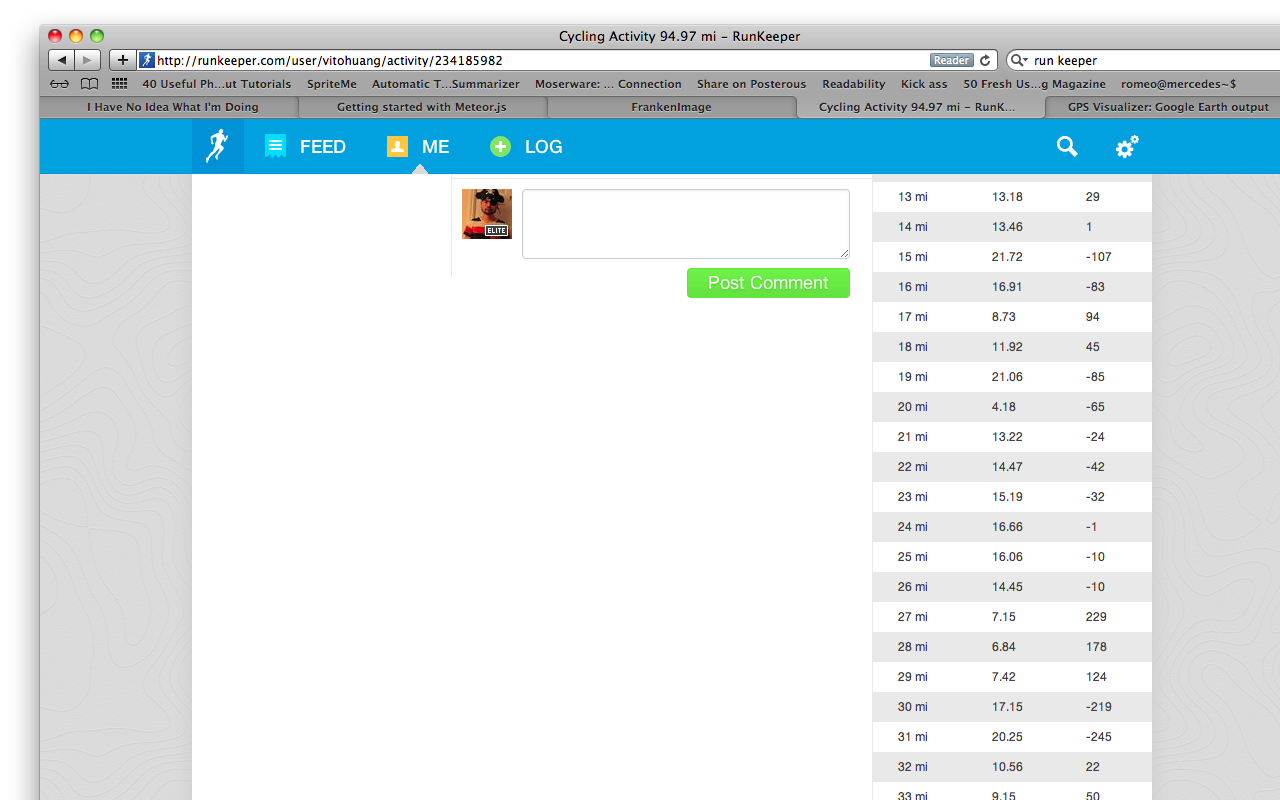 Cycling Activity 94.97 mi – RunKeeper
http://runkeeper.com/user/vitohuang/activity/234185982 Reader run keeper
40 Useful Ph...ut Tutorials SpriteMe Automatic T...Summarizer Moserware: ... Connection Share on Posterous Readability Kick ass 50 Fresh Us...g Magazine romeo@mercedes~$
I Have No Idea What I'm Doing Getting started with Meteor.js FrankenImage Cycling Activity 94.97 mi – RunK... GPS Visualizer: Google Earth output
FEED ME LOG
ELITE
Post Comment
13 mi 13.18 29
14 mi 13.46 1
15 mi 21.72 -107
16 mi 16.91 -83
17 mi 8.73 94
18 mi 11.92 45
19 mi 21.06 -85
20 mi 4.18 -65
21 mi 13.22 -24
22 mi 14.47 -42
23 mi 15.19 -32
24 mi 16.66 -1
25 mi 16.06 -10
26 mi 14.45 -10
27 mi 7.15 229
28 mi 6.84 178
29 mi 7.42 124
30 mi 17.15 -219
31 mi 20.25 -245
32 mi 10.56 22
33 mi 9.15 50